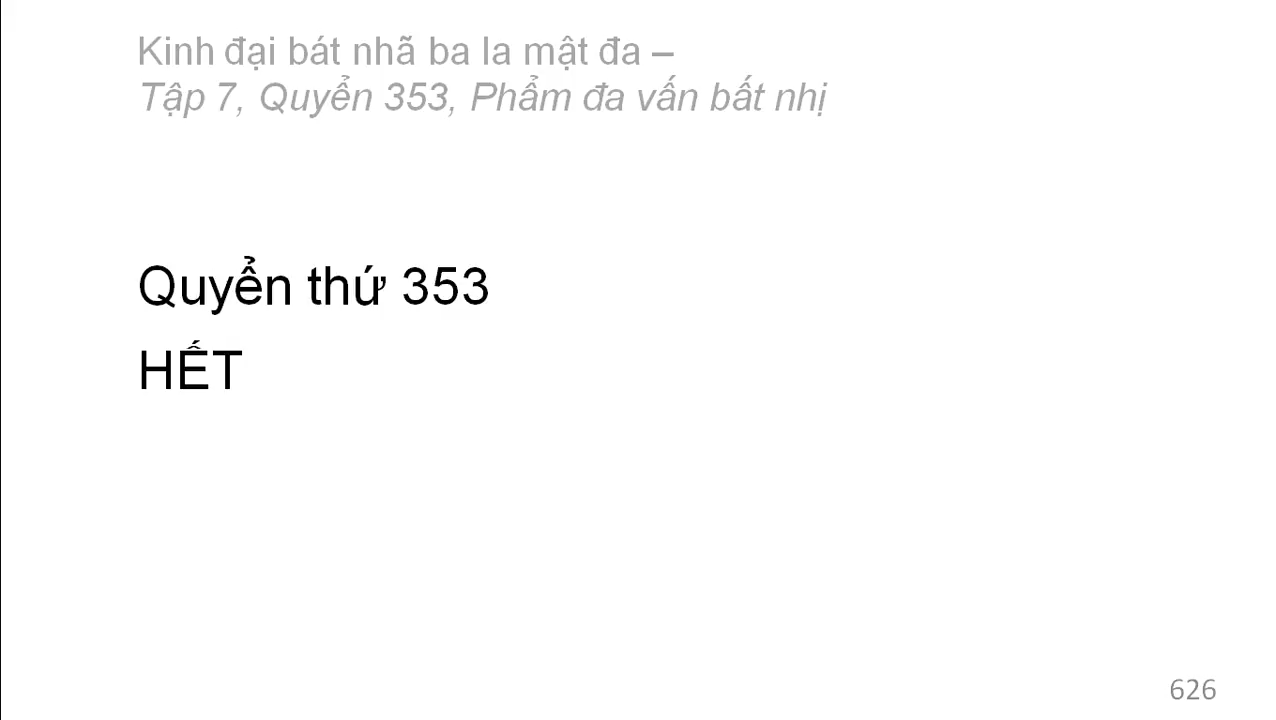 Kinh đại bát nhã ba la mật đa –
Tập 7, Quyển 353, Phẩm đa vấn bất nhị
Quyển thứ 353
HẾT
626